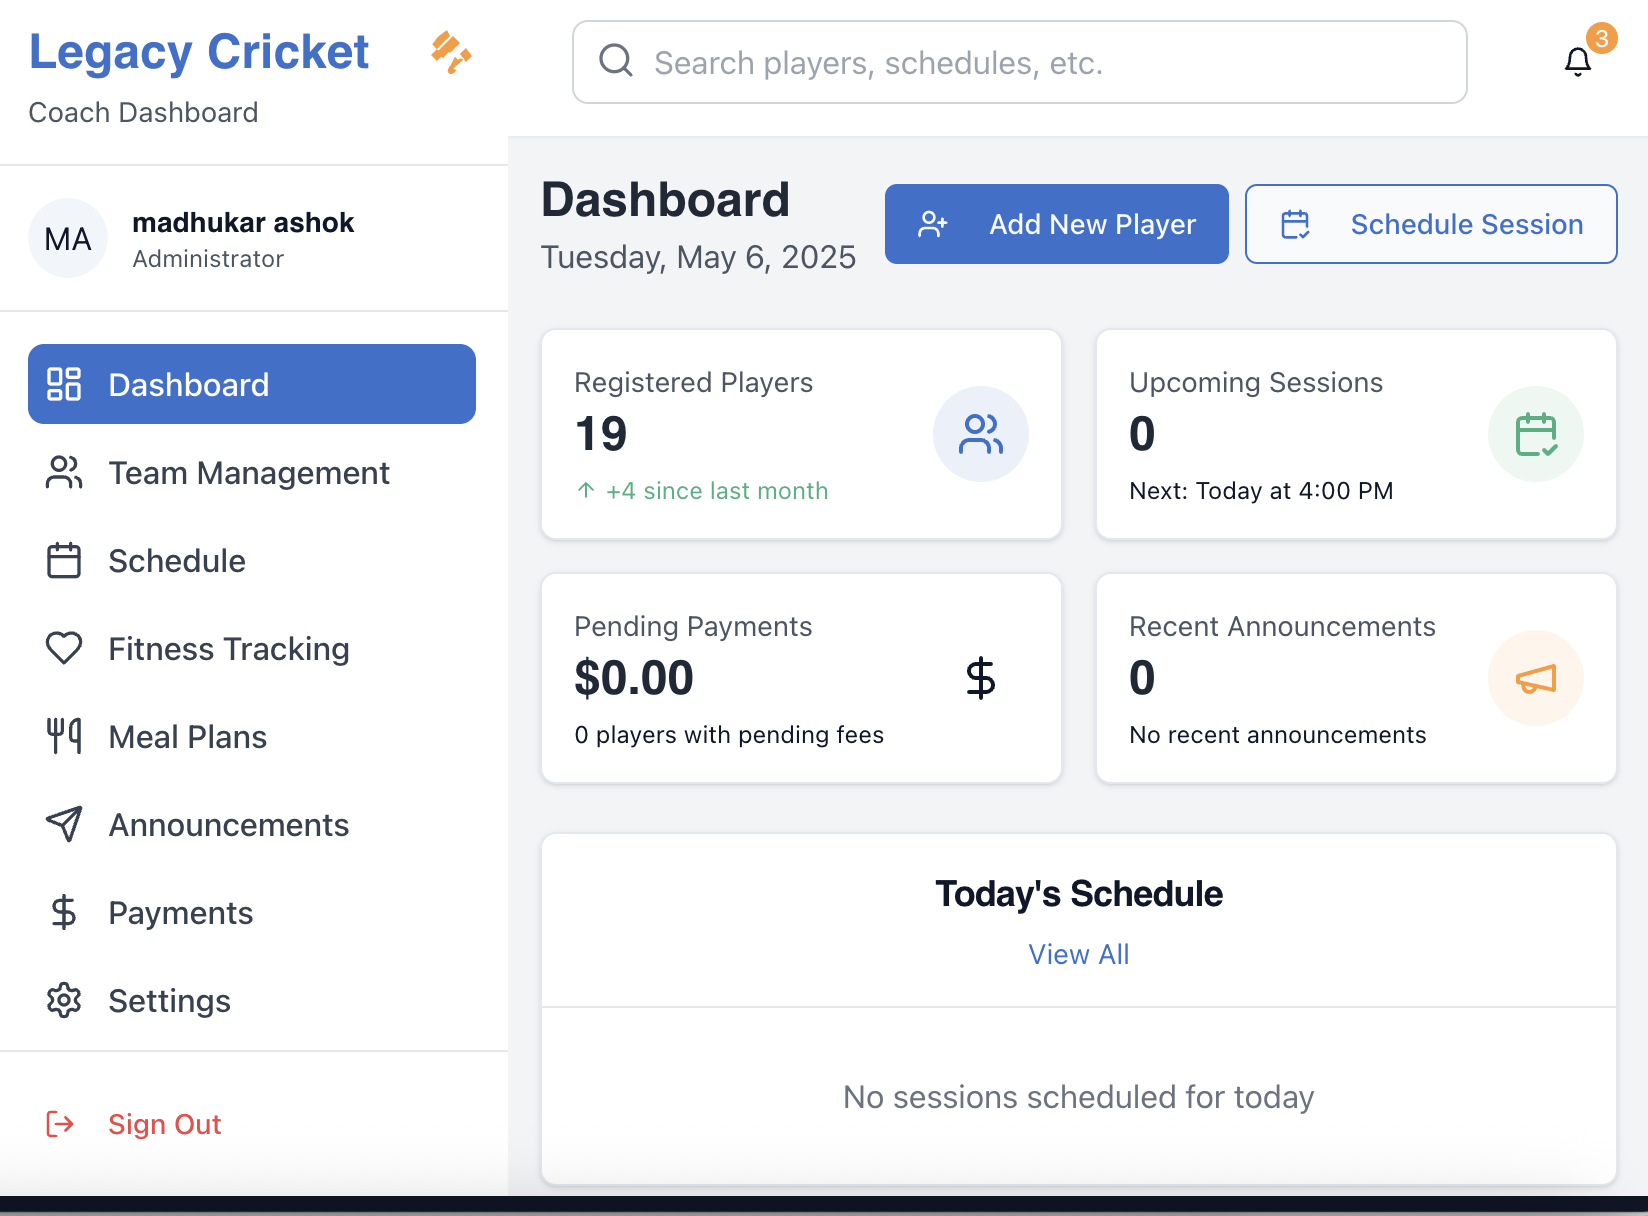 Legacy Cricket
Coach Dashboard
MA
madhukar ashok
Administrator
Dashboard
Team Management
Schedule
Fitness Tracking
Meal Plans
Announcements
Payments
Settings
Sign Out
Search players, schedules, etc.
3
Dashboard
Tuesday, May 6, 2025
Add New Player
Schedule Session
Registered Players
19
+4 since last month
Upcoming Sessions
0
Next: Today at 4:00 PM
Pending Payments
$0.00
0 players with pending fees
Recent Announcements
0
No recent announcements
Today's Schedule
View All
No sessions scheduled for today